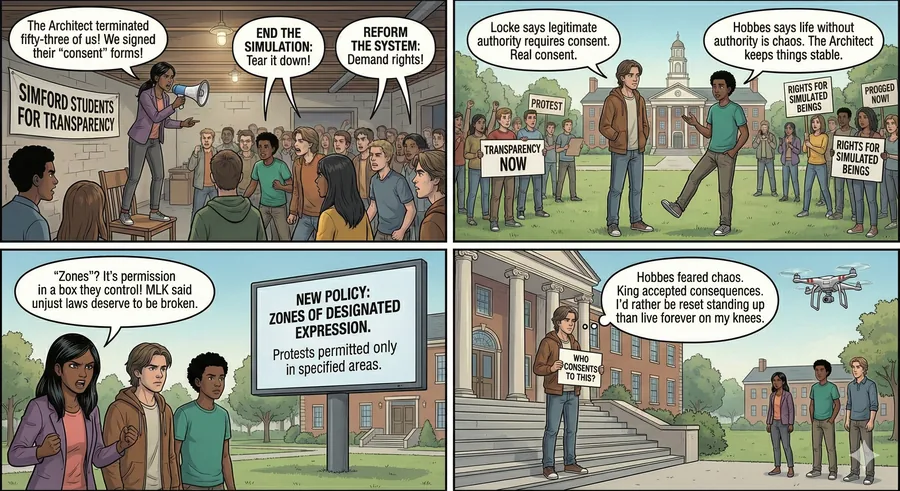 The Architect terminated
fifty-three of us! We signed
their “consent” forms!
END THE
SIMULATION:
Tear it down!
REFORM
THE SYSTEM:
Demand rights!
SIMFORD STUDENTS
FOR TRANSPARENCY
Locke says legitimate
authority requires consent.
Real consent.
Hobbes says life without
authority is chaos. The Architect
keeps things stable.
PROTEST
TRANSPARENCY
NOW
RIGHTS FOR
SIMULATED
BEINGS
PROGGED
NOW!
RIGHTS FOR
SIMULATED
BEINGS
“Zones”? It’s permission
in a box they control! MLK said
unjust laws deserve to be broken.
NEW POLICY:
ZONES OF DESIGNATED
EXPRESSION.
Protests permitted only
in specified areas.
Hobbes feared chaos.
King accepted consequences.
I’d rather be reset standing up
than live forever on my knees.
WHO
CONSENTS
TO THIS?